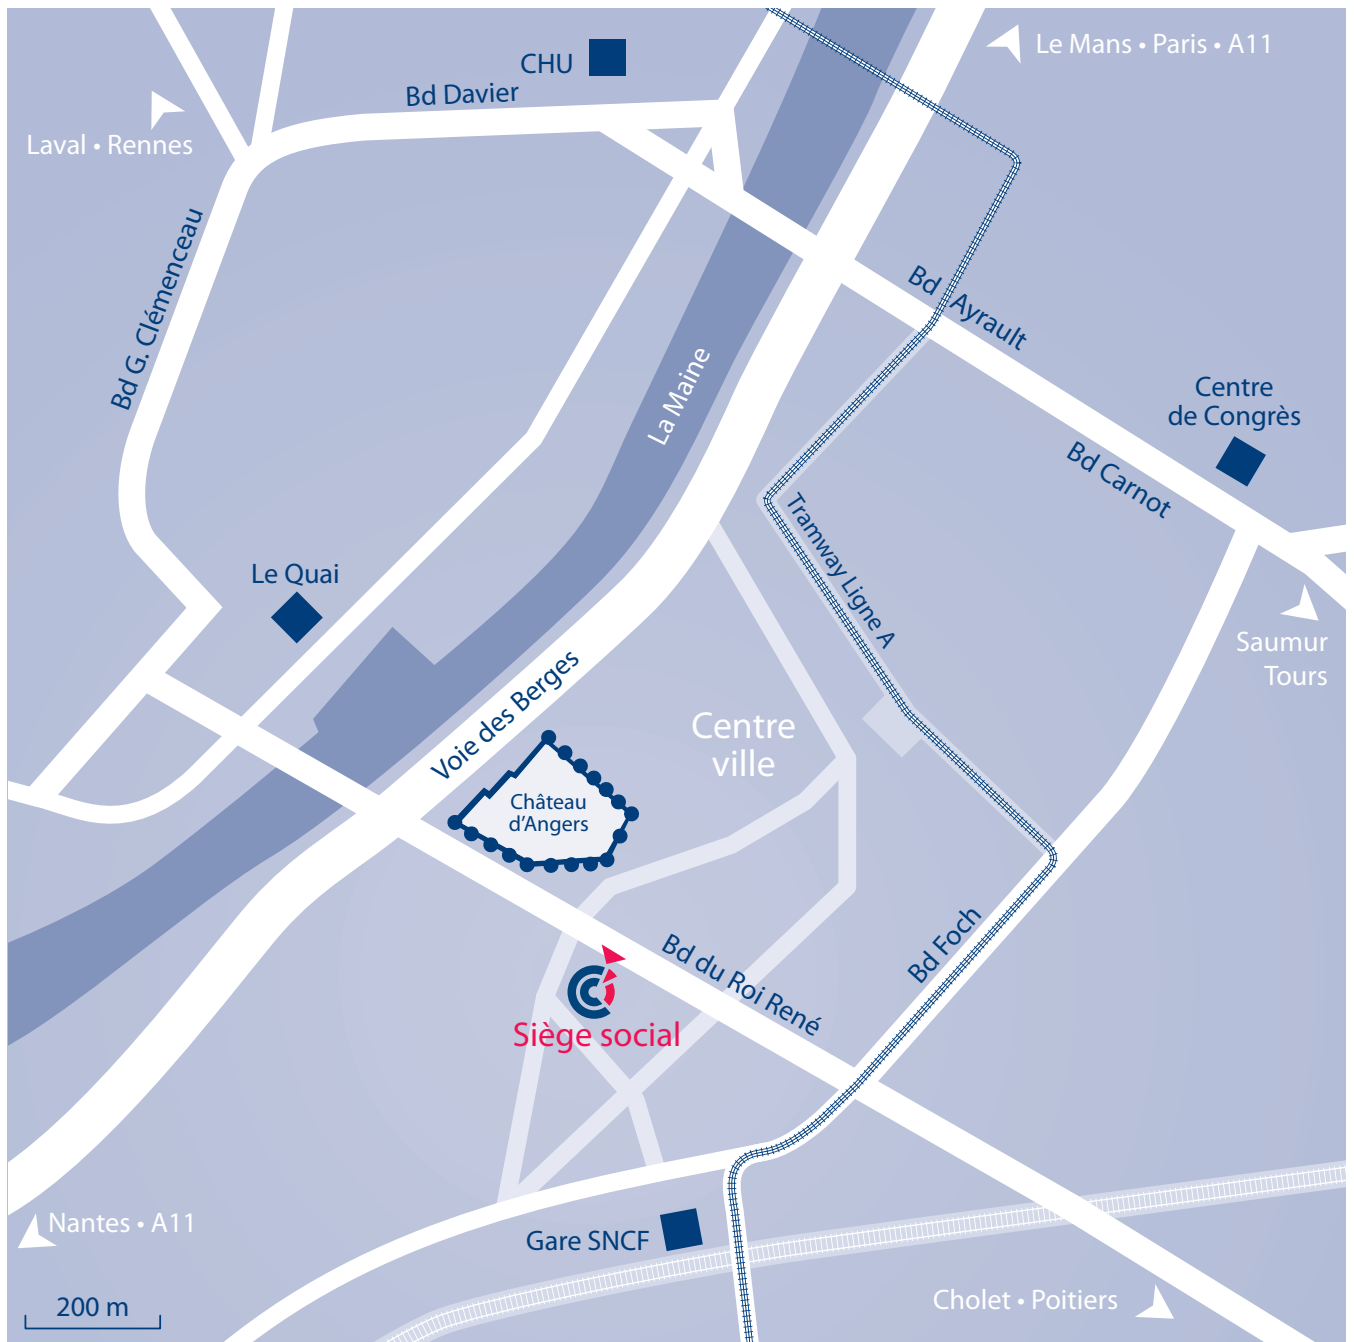 Le Mans • Paris • A11
CHU
Bd Davier
Laval • Rennes
Bd G. Clémenceau
Bd Ayrault
La Maine
Centre
de Congrès
Bd Carnot
Tramway Ligne A
Le Quai
Saumur
Tours
Voie des Berges
Centre
ville
Château
d'Angers
Bd Foch
Bd du Roi René
Siège social
Nantes • A11
Gare SNCF
200 m
Cholet • Poitiers